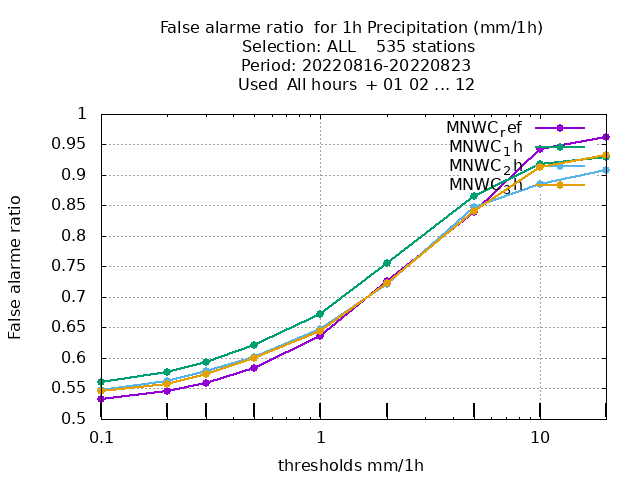 False alarme ratio  for 1h Precipitation (mm/1h)
Selection: ALL    535 stations
Period: 20220816-20220823
Used  All hours  + 01 02 ... 12
MNWC_ref
MNWC_1h
MNWC_2h
MNWC_3h
1
0.95
0.9
0.85
0.8
0.75
0.7
0.65
0.6
0.55
0.5
False alarme ratio
0.1 1 10
thresholds mm/1h